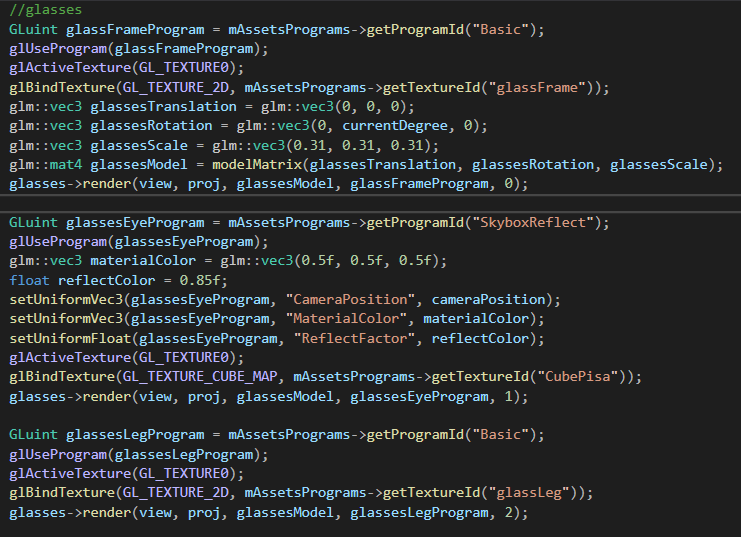 //glasses
GLuint glassFrameProgram = mAssetsPrograms->getProgramId("Basic");
glUseProgram(glassFrameProgram);
glActiveTexture(GL_TEXTURE0);
glBindTexture(GL_TEXTURE_2D, mAssetsPrograms->getTextureId("glassFrame"));
glm::vec3 glassesTranslation = glm::vec3(0, 0, 0);
glm::vec3 glassesRotation = glm::vec3(0, currentDegree, 0);
glm::vec3 glassesScale = glm::vec3(0.31, 0.31, 0.31);
glm::mat4 glassesModel = modelMatrix(glassesTranslation, glassesRotation, glassesScale);
glasses->render(view, proj, glassesModel, glassFrameProgram, 0);
GLuint glassesEyeProgram = mAssetsPrograms->getProgramId("SkyboxReflect");
glUseProgram(glassesEyeProgram);
glm::vec3 materialColor = glm::vec3(0.5f, 0.5f, 0.5f);
float reflectColor = 0.85f;
setUniformVec3(glassesEyeProgram, "CameraPosition", cameraPosition);
setUniformVec3(glassesEyeProgram, "MaterialColor", materialColor);
setUniformFloat(glassesEyeProgram, "ReflectFactor", reflectColor);
glActiveTexture(GL_TEXTURE0);
glBindTexture(GL_TEXTURE_CUBE_MAP, mAssetsPrograms->getTextureId("CubePisa"));
glasses->render(view, proj, glassesModel, glassesEyeProgram, 1);
GLuint glassesLegProgram = mAssetsPrograms->getProgramId("Basic");
glUseProgram(glassesLegProgram);
glActiveTexture(GL_TEXTURE0);
glBindTexture(GL_TEXTURE_2D, mAssetsPrograms->getTextureId("glassLeg"));
glasses->render(view, proj, glassesModel, glassesLegProgram, 2);